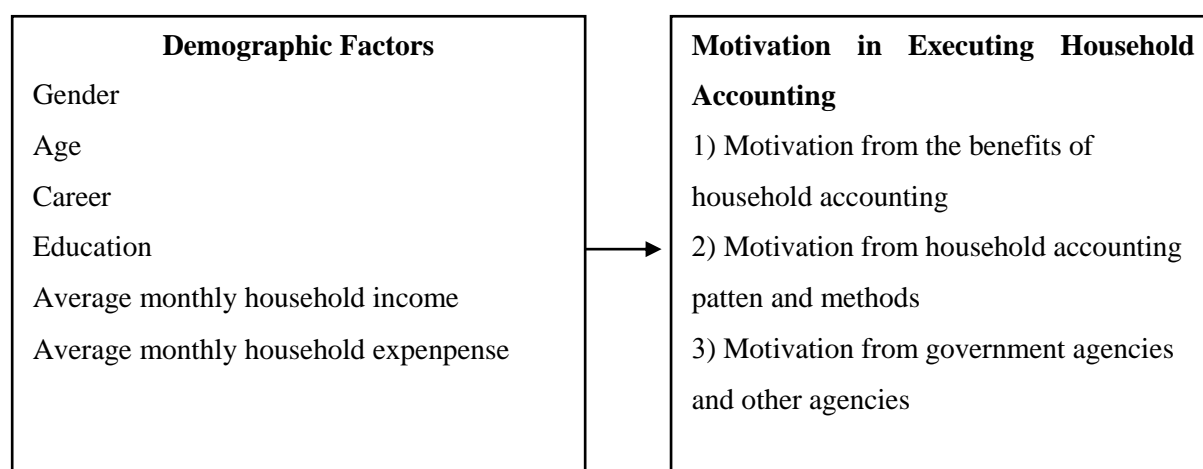 Demographic Factors
Gender
Age
Career
Education
Average monthly household income
Average monthly household expenpense
Motivation in Executing Household
Accounting
1) Motivation from the benefits of
household accounting
2) Motivation from household accounting
patten and methods
3) Motivation from government agencies
and other agencies